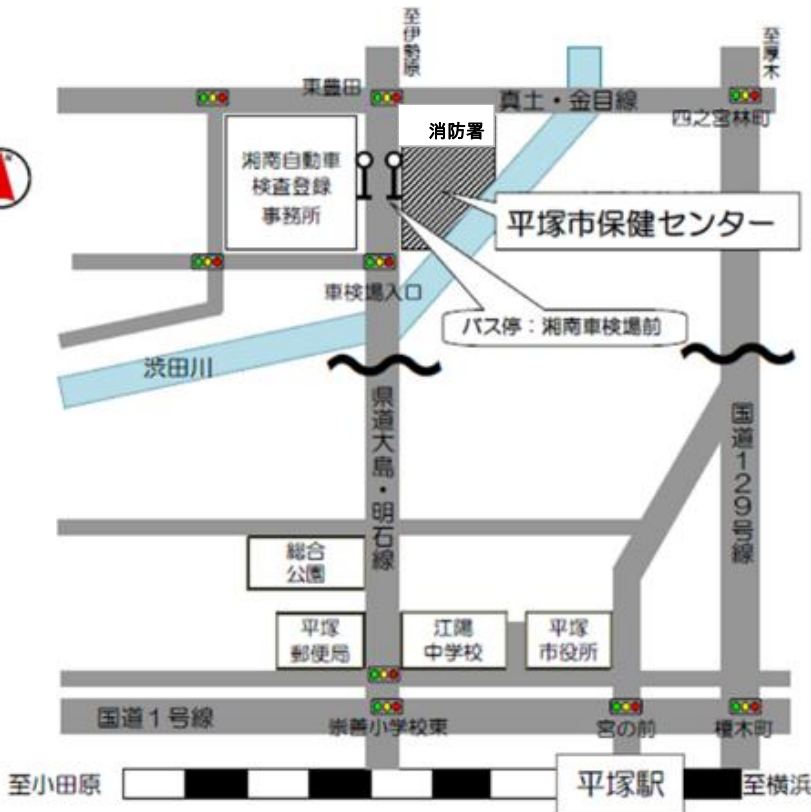 至伊勢原
至厚木
東豊田
真土・金目線
四之宮林町
消防署
湘南自動車
検査登録
事務所
平塚市保健センター
車検場入口
バス停：湘南車検場前
渋田川
県道大島・明石線
国道129号線
総合
公園
平塚
郵便局
江陽
中学校
平塚
市役所
国道1号線
崇善小学校東
宮の前
榎木町
至小田原
平塚駅
至横浜